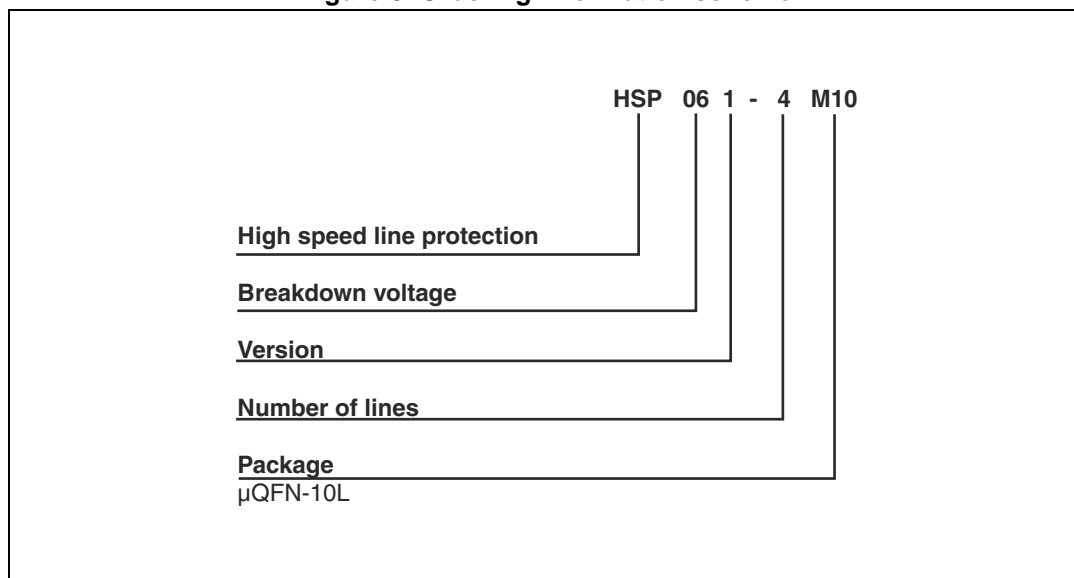 HSP 06 1 - 4 M10
High speed line protection
Breakdown voltage
Version
Number of lines
Package
µQFN-10L